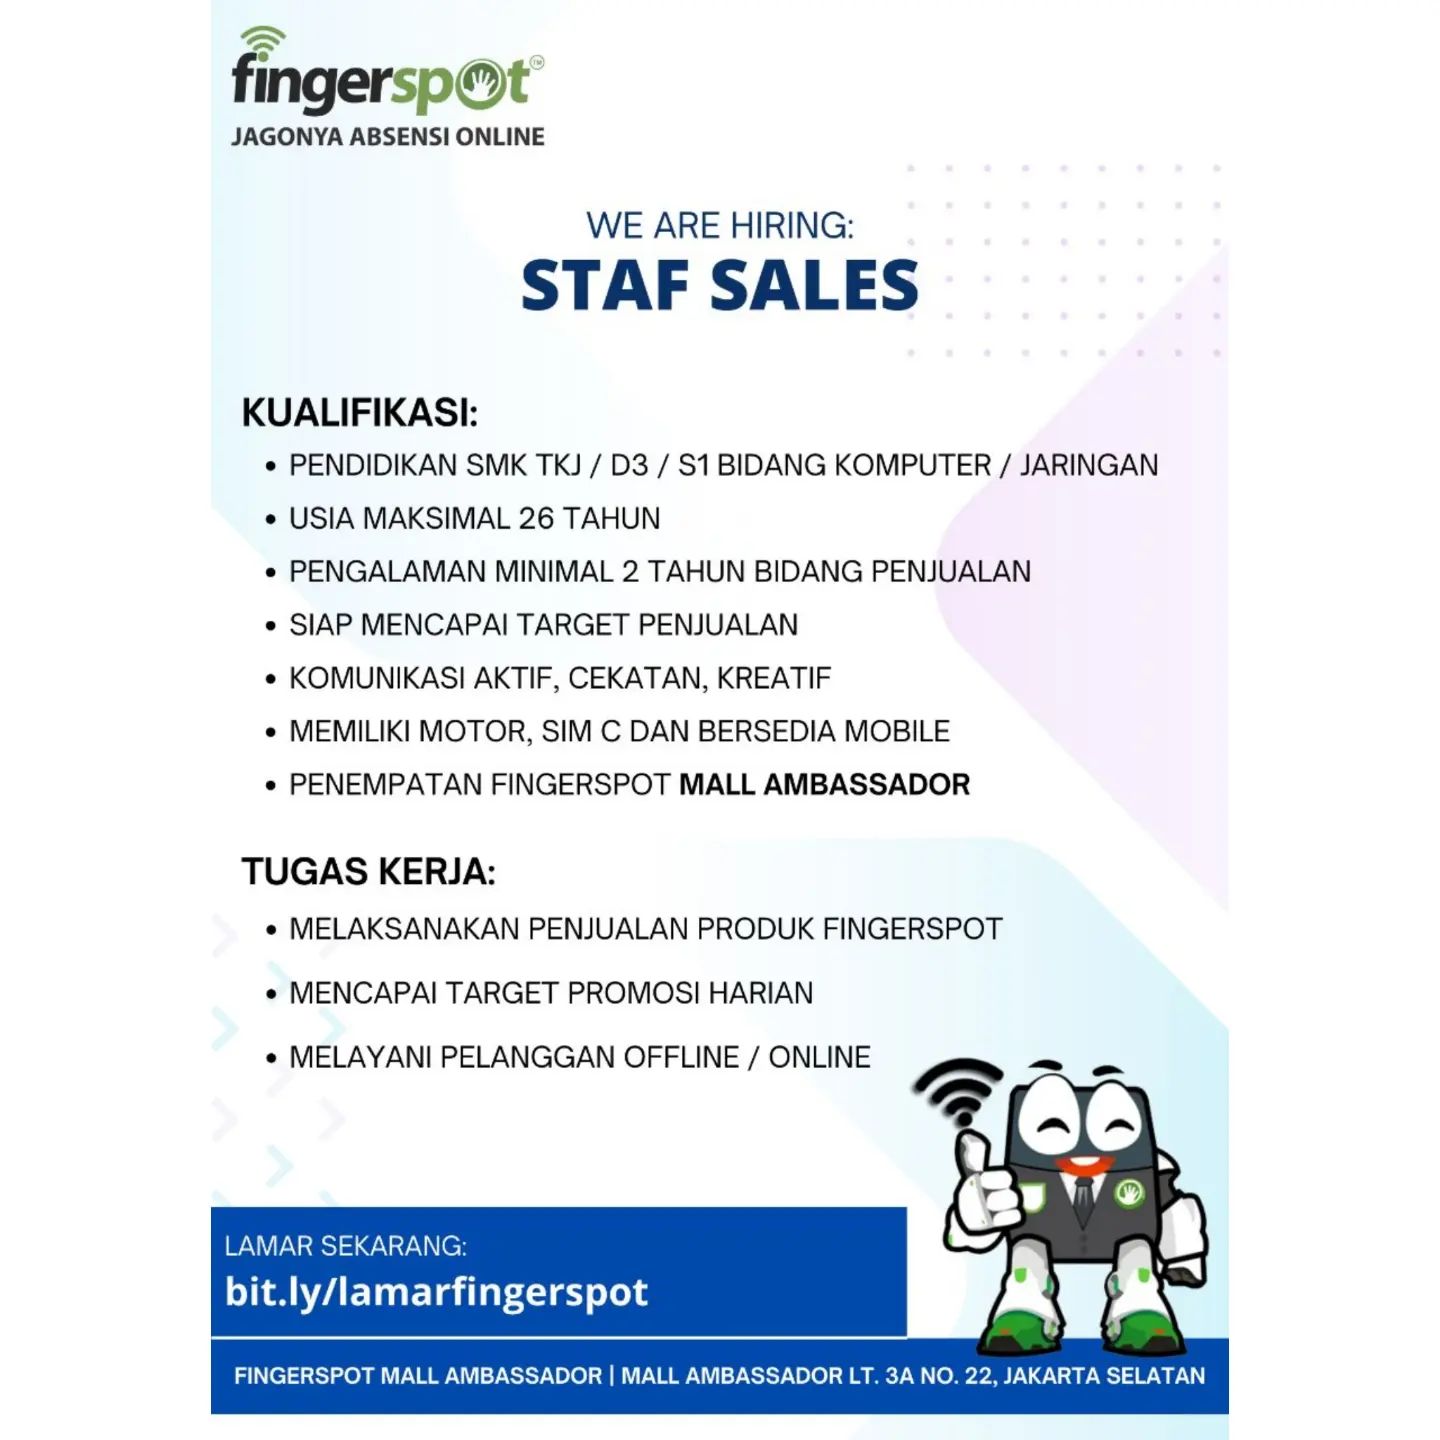 fingerspot™
JAGONYA ABSENSI ONLINE
WE ARE HIRING:
STAF SALES
KUALIFIKASI:
• PENDIDIKAN SMK TKJ / D3 / S1 BIDANG KOMPUTER / JARINGAN
• USIA MAKSIMAL 26 TAHUN
• PENGALAMAN MINIMAL 2 TAHUN BIDANG PENJUALAN
• SIAP MENCAPAI TARGET PENJUALAN
• KOMUNIKASI AKTIF, CEKATAN, KREATIF
• MEMILIKI MOTOR, SIM C DAN BERSEDIA MOBILE
• PENEMPATAN FINGERSPOT MALL AMBASSADOR
TUGAS KERJA:
• MELAKSANAKAN PENJUALAN PRODUK FINGERSPOT
• MENCAPAI TARGET PROMOSI HARIAN
• MELAYANI PELANGGAN OFFLINE / ONLINE
LAMAR SEKARANG:
bit.ly/lamarfingerspot
FINGERSPOT MALL AMBASSADOR | MALL AMBASSADOR LT. 3A NO. 22, JAKARTA SELATAN